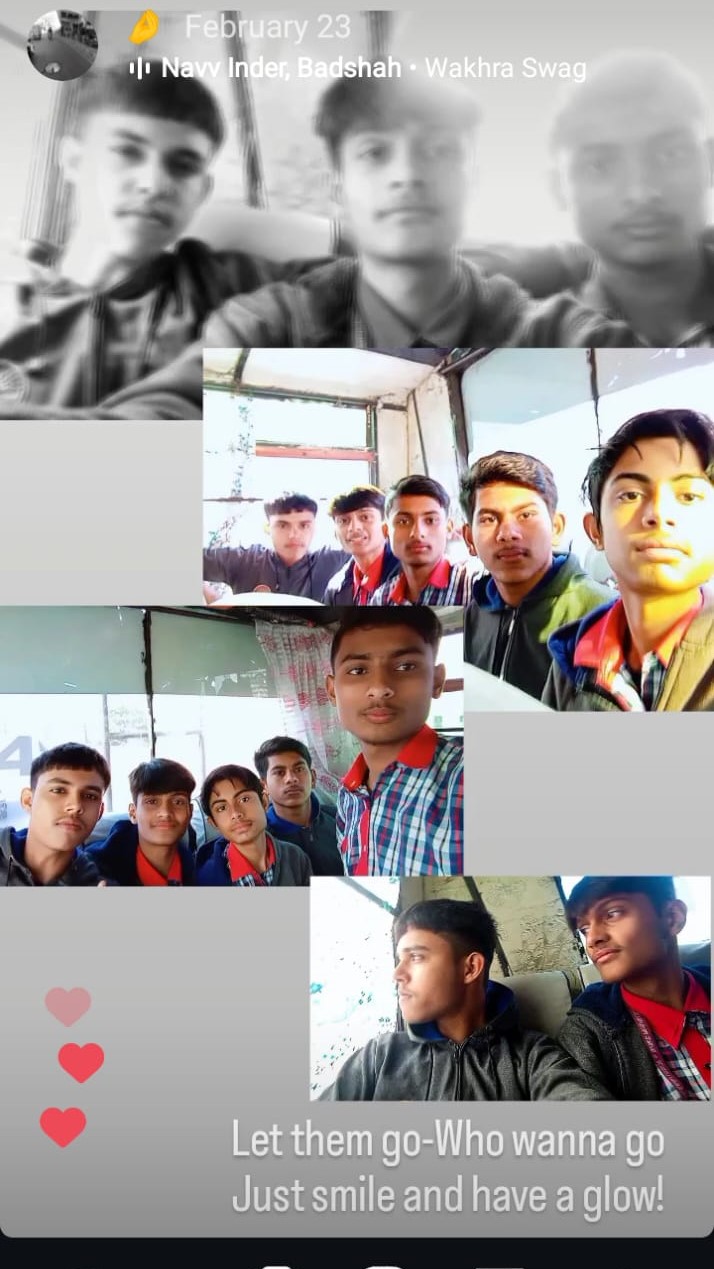 February 23
Navv Inder, Badshah • Wakhra Swag
Let them go-Who wanna go
Just smile and have a glow!